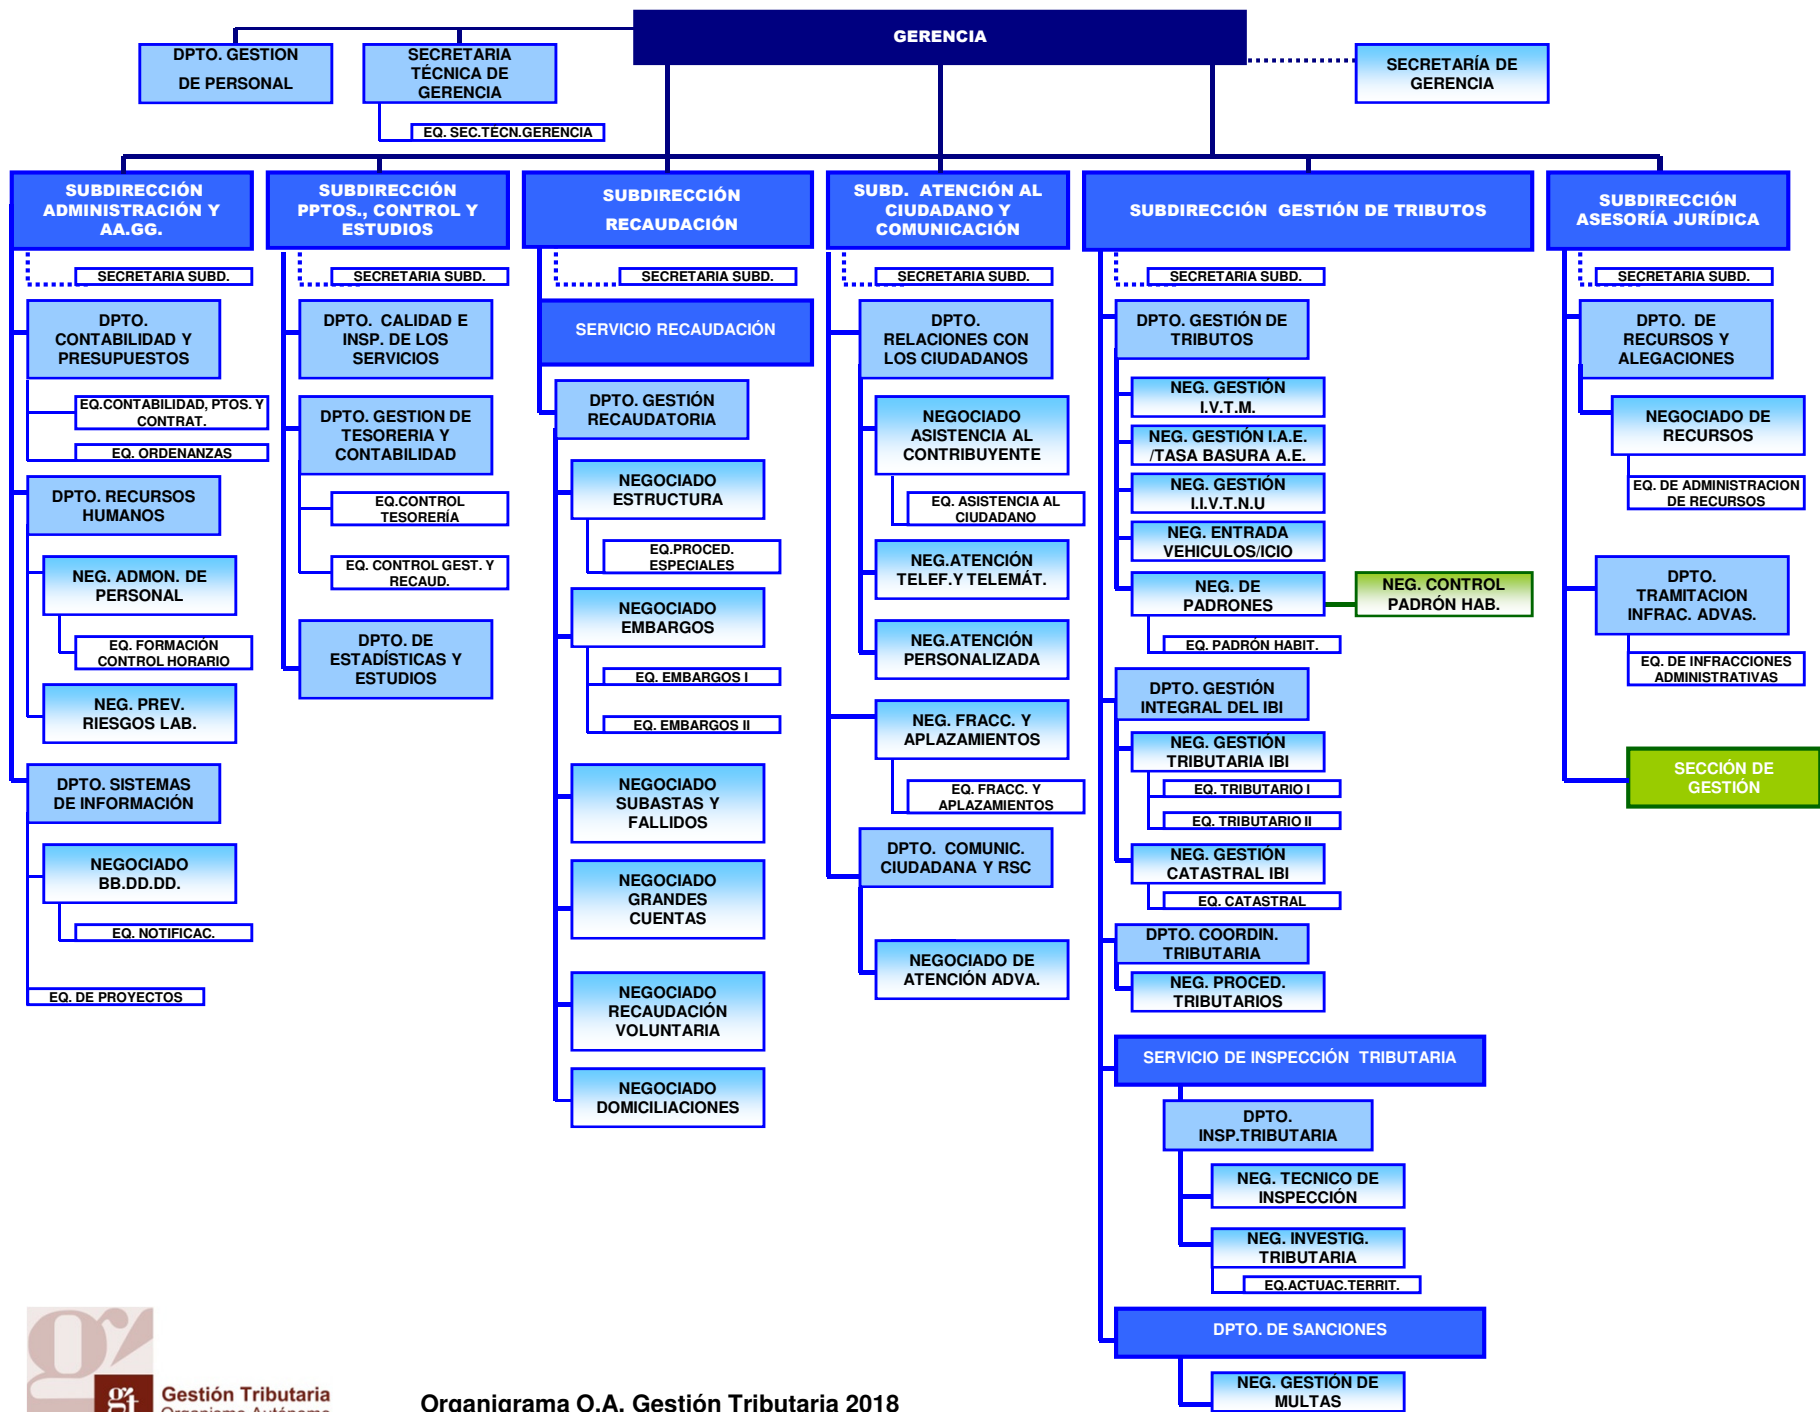 GERENCIA
DPTO. GESTION
DE PERSONAL
SECRETARIA
TÉCNICA DE
GERENCIA
EQ. SEC.TÉCN.GERENCIA
SECRETARÍA DE
GERENCIA
SUBDIRECCIÓN
ADMINISTRACIÓN Y
AA.GG.
SECRETARIA SUBD.
DPTO.
CONTABILIDAD Y
PRESUPUESTOS
EQ.CONTABILIDAD, PTOS. Y
CONTRAT.
EQ. ORDENANZAS
DPTO. RECURSOS
HUMANOS
NEG. ADMON. DE
PERSONAL
EQ. FORMACIÓN
CONTROL HORARIO
NEG. PREV.
RIESGOS LAB.
DPTO. SISTEMAS
DE INFORMACIÓN
NEGOCIADO
BB.DD.DD.
EQ. NOTIFICAC.
EQ. DE PROYECTOS
SUBDIRECCIÓN
PPTOS., CONTROL Y
ESTUDIOS
SECRETARIA SUBD.
DPTO. CALIDAD E
INSP. DE LOS
SERVICIOS
DPTO. GESTION DE
TESORERIA Y
CONTABILIDAD
EQ.CONTROL
TESORERÍA
EQ. CONTROL GEST. Y
RECAUD.
DPTO. DE
ESTADÍSTICAS Y
ESTUDIOS
SUBDIRECCIÓN
RECAUDACIÓN
SECRETARIA SUBD.
SERVICIO RECAUDACIÓN
DPTO. GESTIÓN
RECAUDATORIA
NEGOCIADO
ESTRUCTURA
EQ.PROCED.
ESPECIALES
NEGOCIADO
EMBARGOS
EQ. EMBARGOS I
EQ. EMBARGOS II
NEGOCIADO
SUBASTAS Y
FALLIDOS
NEGOCIADO
GRANDES
CUENTAS
NEGOCIADO
RECAUDACIÓN
VOLUNTARIA
NEGOCIADO
DOMICILIACIONES
SUBD. ATENCIÓN AL
CIUDADANO Y
COMUNICACIÓN
SECRETARIA SUBD.
DPTO.
RELACIONES CON
LOS CIUDADANOS
NEGOCIADO
ASISTENCIA AL
CONTRIBUYENTE
EQ. ASISTENCIA AL
CIUDADANO
NEG.ATENCIÓN
TELEF.Y TELEMÁT.
NEG.ATENCIÓN
PERSONALIZADA
NEG. FRACC. Y
APLAZAMIENTOS
EQ. FRACC. Y
APLAZAMIENTOS
DPTO. COMUNIC.
CIUDADANA Y RSC
NEGOCIADO DE
ATENCIÓN ADVA.
SUBDIRECCIÓN GESTIÓN DE TRIBUTOS
SECRETARIA SUBD.
DPTO. GESTIÓN DE
TRIBUTOS
NEG. GESTIÓN
I.V.T.M.
NEG. GESTIÓN I.A.E.
/TASA BASURA A.E.
NEG. GESTIÓN
I.I.V.T.N.U
NEG. ENTRADA
VEHICULOS/ICIO
NEG. DE
PADRONES
NEG. CONTROL
PADRÓN HAB.
EQ. PADRÓN HABIT.
DPTO. GESTIÓN
INTEGRAL DEL IBI
NEG. GESTIÓN
TRIBUTARIA IBI
EQ. TRIBUTARIO I
EQ. TRIBUTARIO II
NEG. GESTIÓN
CATASTRAL IBI
EQ. CATASTRAL
DPTO. COORDIN.
TRIBUTARIA
NEG. PROCED.
TRIBUTARIOS
SERVICIO DE INSPECCIÓN TRIBUTARIA
DPTO.
INSP.TRIBUTARIA
NEG. TECNICO DE
INSPECCIÓN
NEG. INVESTIG.
TRIBUTARIA
EQ.ACTUAC.TERRIT.
DPTO. DE SANCIONES
NEG. GESTIÓN DE
MULTAS
SUBDIRECCIÓN
ASESORÍA JURÍDICA
SECRETARIA SUBD.
DPTO. DE
RECURSOS Y
ALEGACIONES
NEGOCIADO DE
RECURSOS
EQ. DE ADMINISTRACION
DE RECURSOS
DPTO.
TRAMITACION
INFRAC. ADVAS.
EQ. DE INFRACCIONES
ADMINISTRATIVAS
SECCIÓN DE
GESTIÓN
gt
Gestión Tributaria
Organismo Autónomo
Organigrama O.A. Gestión Tributaria 2018